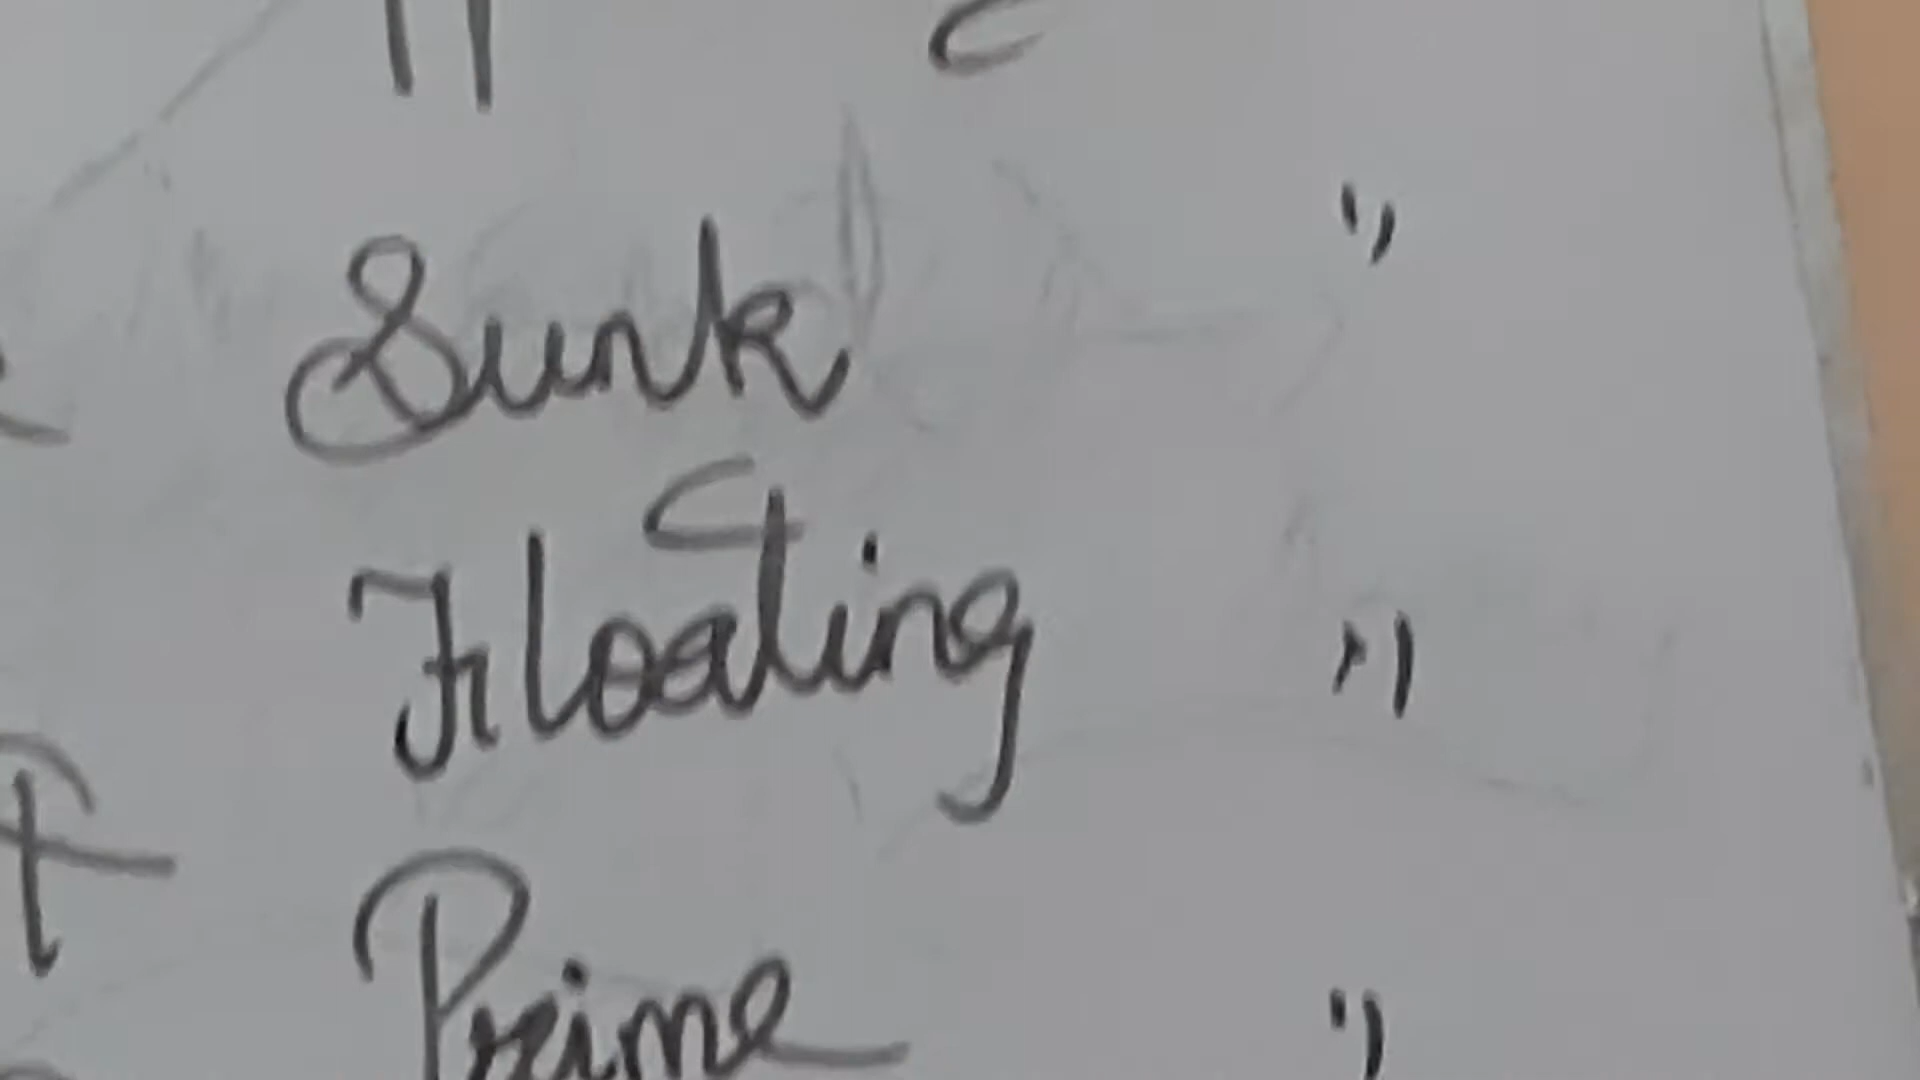 Sunk "
Floating "
Prime "